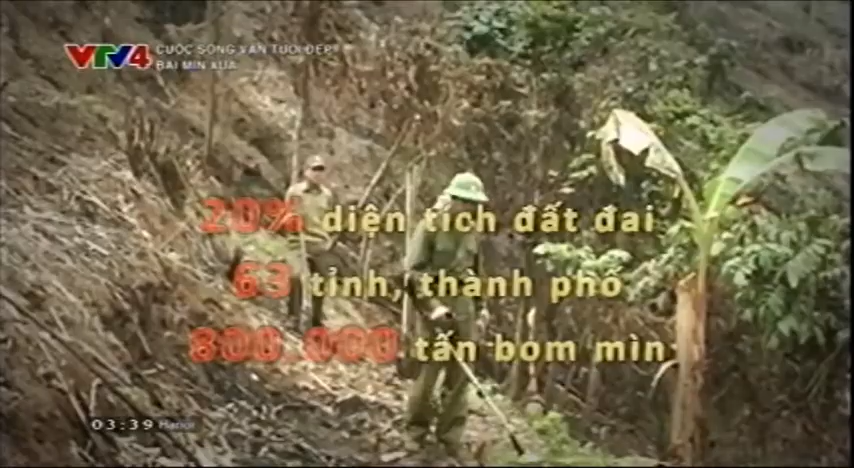 VTV4
CUỘC SỐNG VẪN TƯƠI ĐẸP
BÃI MÌN XƯA
20% diện tích đất đai
63 tỉnh, thành phố
800.000 tấn bom mìn
03:39 Hanoi